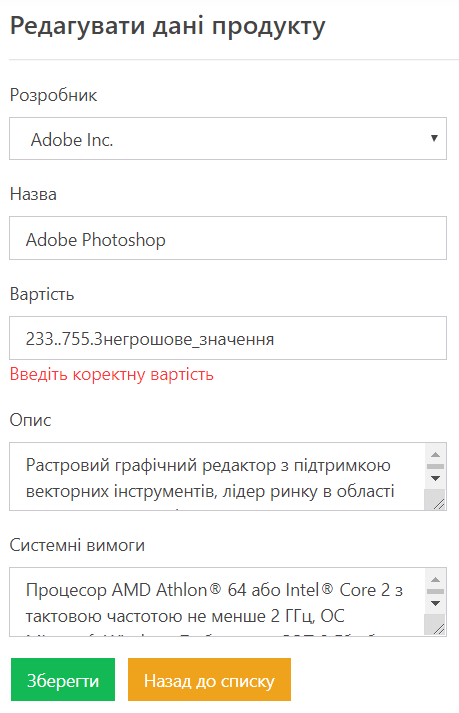 Редагувати дані продукту
Розробник
Adobe Inc.
Назва
Adobe Photoshop
Вартість
233..755.3негрошове_значення
Введіть коректну вартість
Опис
Растровий графічний редактор з підтримкою
векторних інструментів, лідер ринку в області
Системні вимоги
Процесор AMD Athlon® 64 або Intel® Core 2 з
тактовою частотою не менше 2 ГГц, ОС
Зберегти
Назад до списку